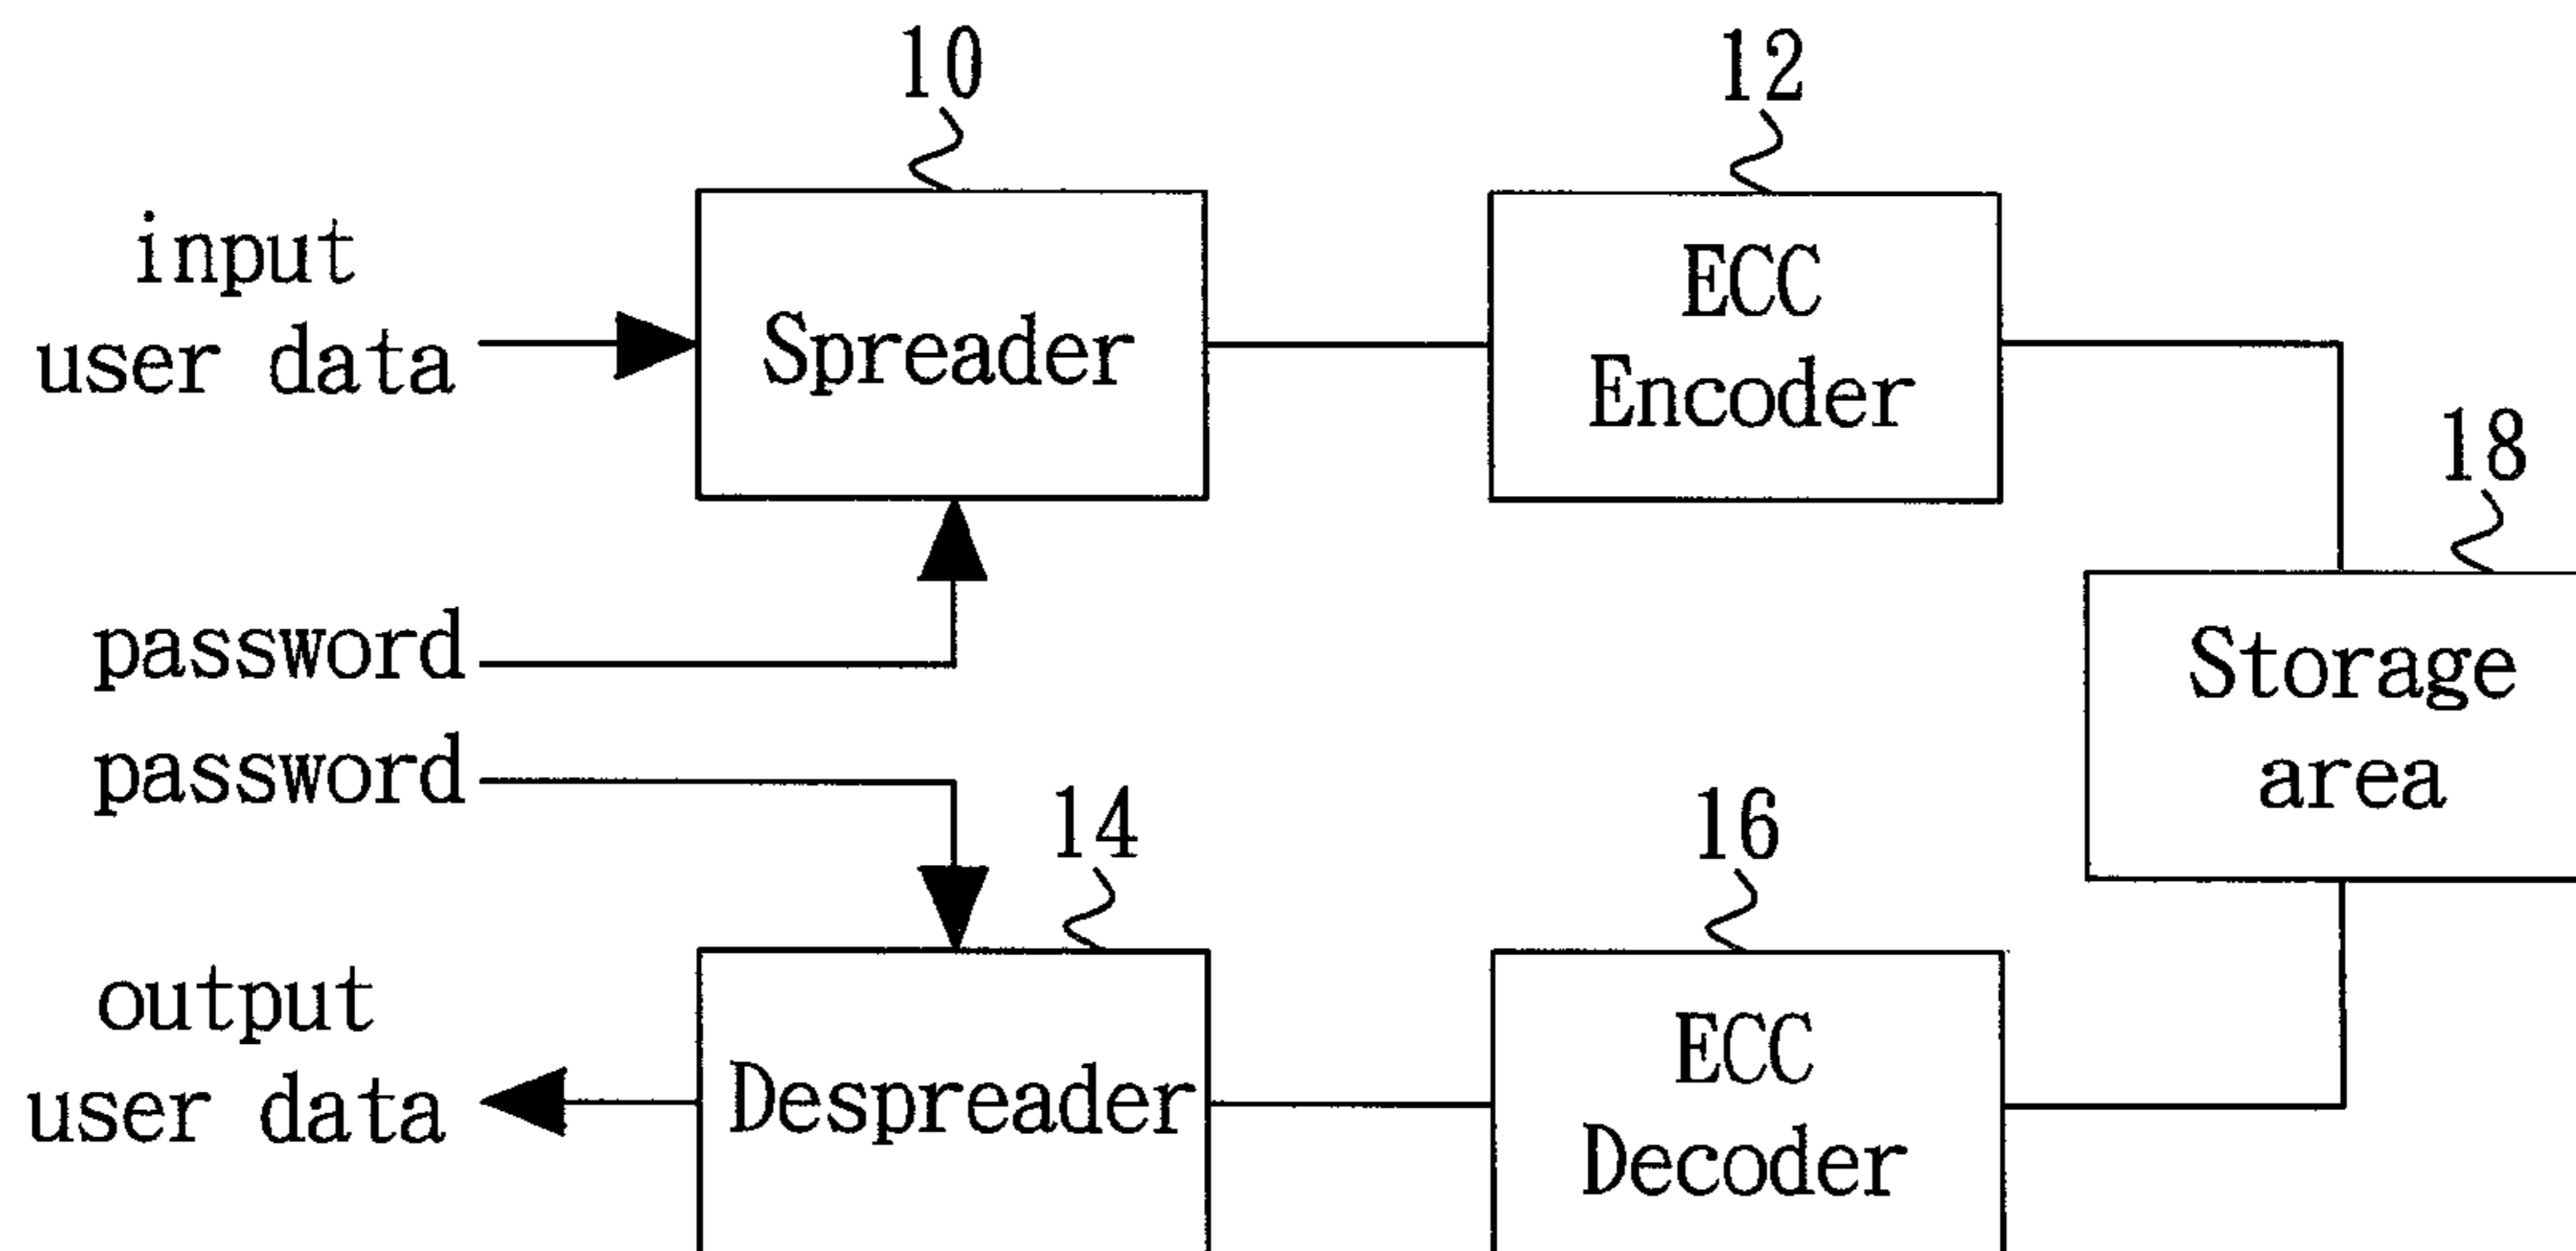 10
12
input
user data
Spreader
ECC
Encoder
18
password
Storage
area
password
14
16
output
user data
Despreader
ECC
Decoder